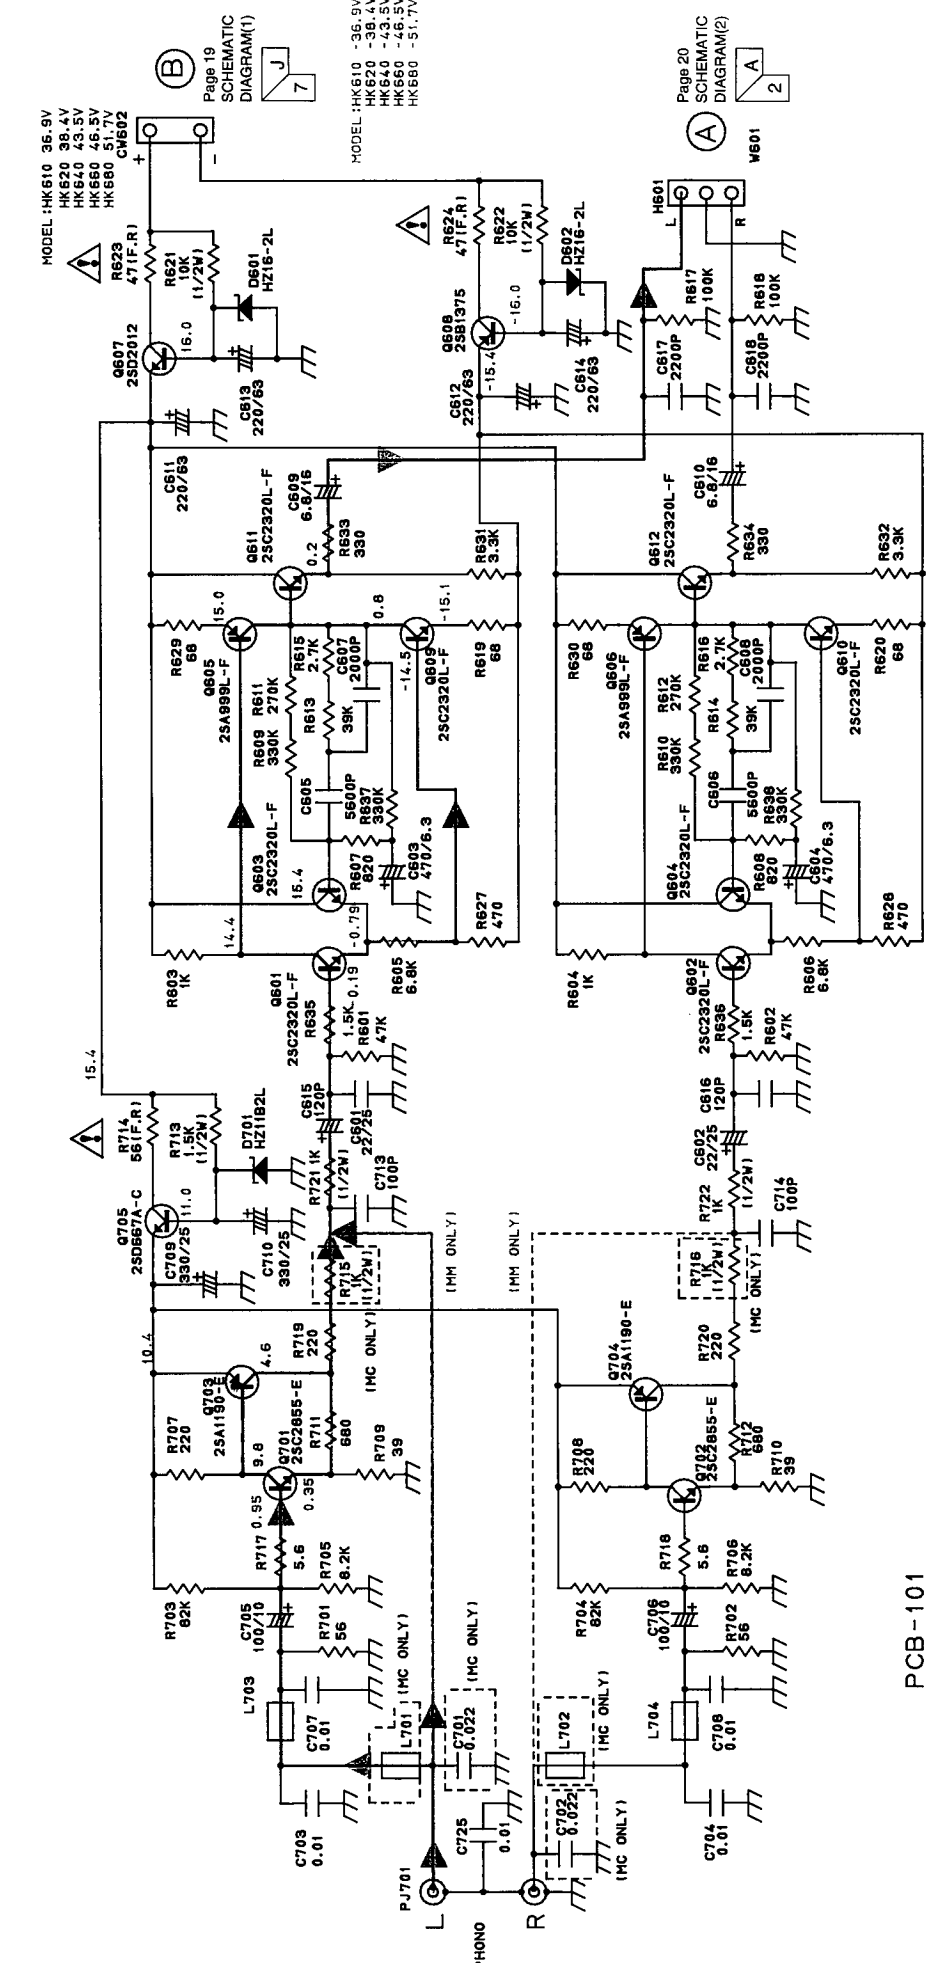 MODEL :HK610 36.9V
HK620 38.4V
HK640 43.5V
HK660 46.5V
HK680 51.7V
CW602
+
-
B
Page 19
SCHEMATIC
DIAGRAM(1)
J
7
MODEL :HK610 -36.9V
HK620 -38.4V
HK640 -43.5V
HK660 -46.5V
HK680 -51.7V
A
Page 20
SCHEMATIC
DIAGRAM(2)
A
2
W601
H601
L
R
R623
47(F.R)
R621
10K
(1/2W)
D601
HZ16-2L
Q607
2SD2012
16.0
C613
220/63
C611
220/63
R624
47(F.R)
R622
10K
(1/2W)
D602
HZ16-2L
Q608
2SB1375
-16.0
-15.4
C612
220/63
C614
220/63
R617
100K
C617
2200P
R618
100K
C618
2200P
Q611
2SC2320L-F
C609
6.8/16
0.2
R633
330
R631
3.3K
Q612
2SC2320L-F
C610
6.8/16
R634
330
R632
3.3K
R629
68
Q605
2SA999L-F
15.0
R611
270K
R609
330K
R615
2.7K
R613
39K
C607
2000P
0.8
-14.5
Q609
2SC2320L-F
-15.1
R619
68
C605
5600P
R637
330K
Q603
2SC2320L-F
15.4
R607
820
C603
470/6.3
R627
470
R630
68
Q606
2SA999L-F
R612
270K
R610
330K
R616
2.7K
R614
39K
C608
2000P
Q610
2SC2320L-F
R620
68
C606
5600P
R638
330K
Q604
2SC2320L-F
R608
820
C604
470/6.3
R628
470
R603
1K
14.4
Q601
2SC2320L-F
-0.79
0.19
R605
6.8K
R635
1.5K
R601
47K
R604
1K
Q602
2SC2320L-F
R606
6.8K
R636
1.5K
R602
47K
15.4
R714
56(F.R)
R713
1.5K
(1/2W)
D701
HZ11B2L
Q705
2SD667A-C
11.0
C709
330/25
C710
330/25
C615
120P
C601
22/25
R721 1K
(1/2W)
C713
100P
R715
1K
(1/2W)
(MC ONLY)
(MM ONLY)
(MM ONLY)
C616
120P
C602
22/25
R722
1K
(1/2W)
C714
100P
R716
1K
(1/2W)
(MC ONLY)
10.4
R719
220
4.6
Q703
2SA1190-E
R707
220
9.8
Q701
2SC2855-E
R711
680
R709
39
0.95
0.35
R717
5.6
R705
8.2K
R703
82K
C705
100/10
R701
56
L703
C707
0.01
C703
0.01
L701
(MC ONLY)
C701
0.022
(MC ONLY)
R720
220
Q704
2SA1190-E
R708
220
Q702
2SC2855-E
R712
680
R710
39
R718
5.6
R706
8.2K
R704
82K
C706
100/10
R702
56
L704
C708
0.01
C704
0.01
L702
(MC ONLY)
C702
0.022
(MC ONLY)
C725
0.01
PJ701
L
R
PHONO
PCB-101